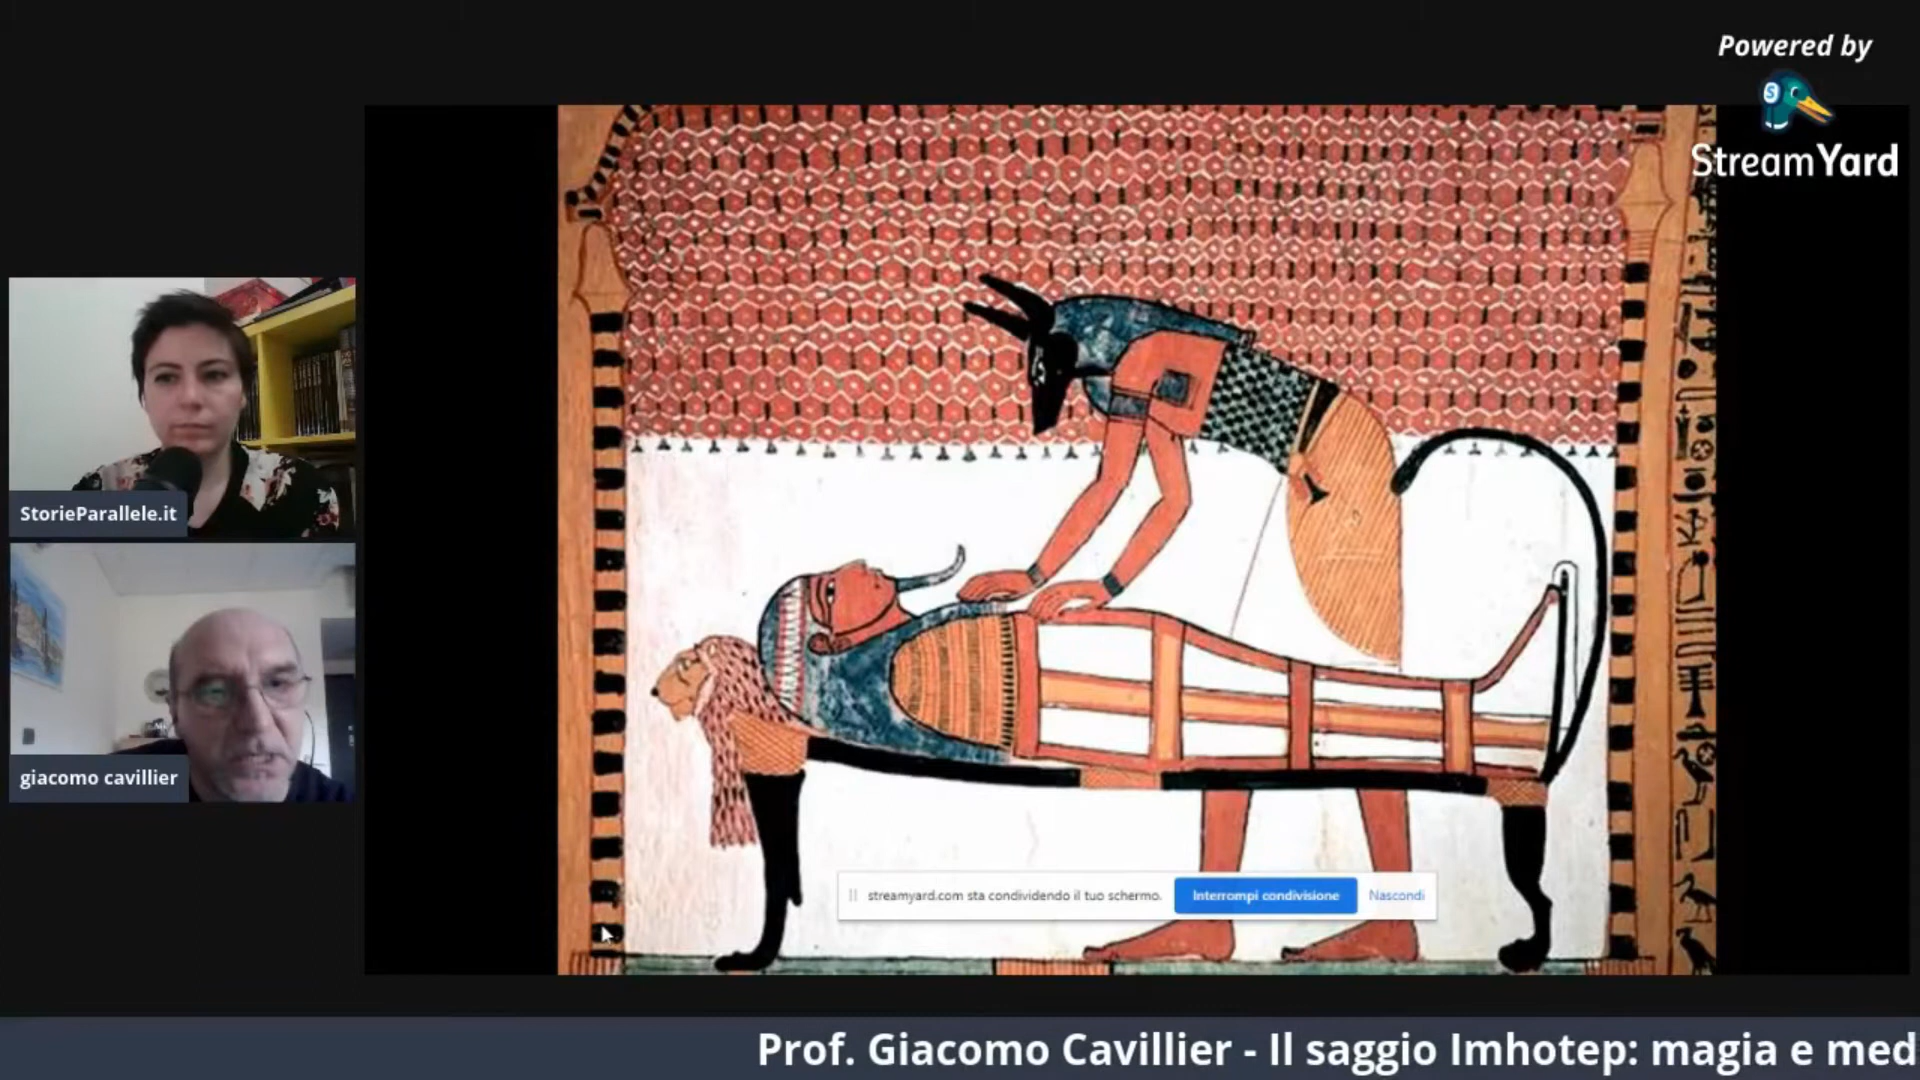 Powered by
StreamYard
StorieParallele.it
giacomo cavillier
streamyard.com sta condividendo il tuo schermo. Interrompi condivisione Nascondi
Prof. Giacomo Cavillier - Il saggio Imhotep: magia e med